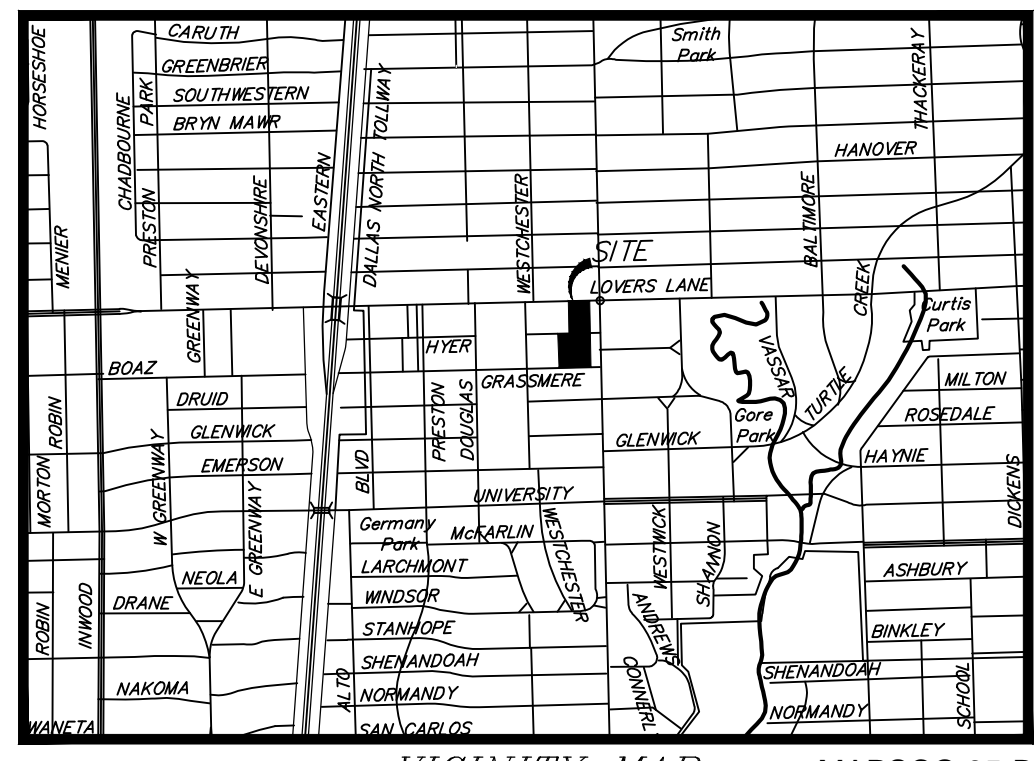 CARUTH
Smith
Park
HORSESHOE
GREENBRIER
THACKERAY
PARK
SOUTHWESTERN
CHADBOURNE
BRYN MAWR
DALLAS NORTH TOLLWAY
HANOVER
PRESTON
DEVONSHIRE
EASTERN
WESTCHESTER
BALTIMORE
MENIER
SITE
LOVERS LANE
CREEK
GREENWAY
Curtis
Park
HYER
BOAZ
VASSAR
GRASSMERE
MILTON
TURTLE
DRUID
PRESTON
DOUGLAS
ROBIN
Gore
Park
ROSEDALE
GLENWICK
GLENWICK
EMERSON
HAYNIE
MORTON
W GREENWAY
BLVD
E GREENWAY
UNIVERSITY
DICKENS
Germany
Park
McFARLIN
WESTCHESTER
WESTWICK
SHANNON
LARCHMONT
ASHBURY
NEOLA
WINDSOR
DRANE
ROBIN
INWOOD
STANHOPE
ANDREWS
BINKLEY
SHENANDOAH
SHENANDOAH
NAKOMA
ALTO
NORMANDY
CONNERLY
NORMANDY
SCHOOL
WANETA
SAN CARLOS
VICINITY MAP